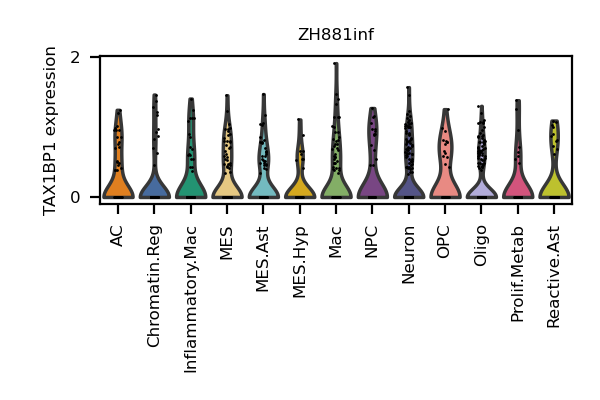 ZH881inf
TAX1BP1 expression
2
0
AC
Chromatin.Reg
Inflammatory.Mac
MES
MES.Ast
MES.Hyp
Mac
NPC
Neuron
OPC
Oligo
Prolif.Metab
Reactive.Ast